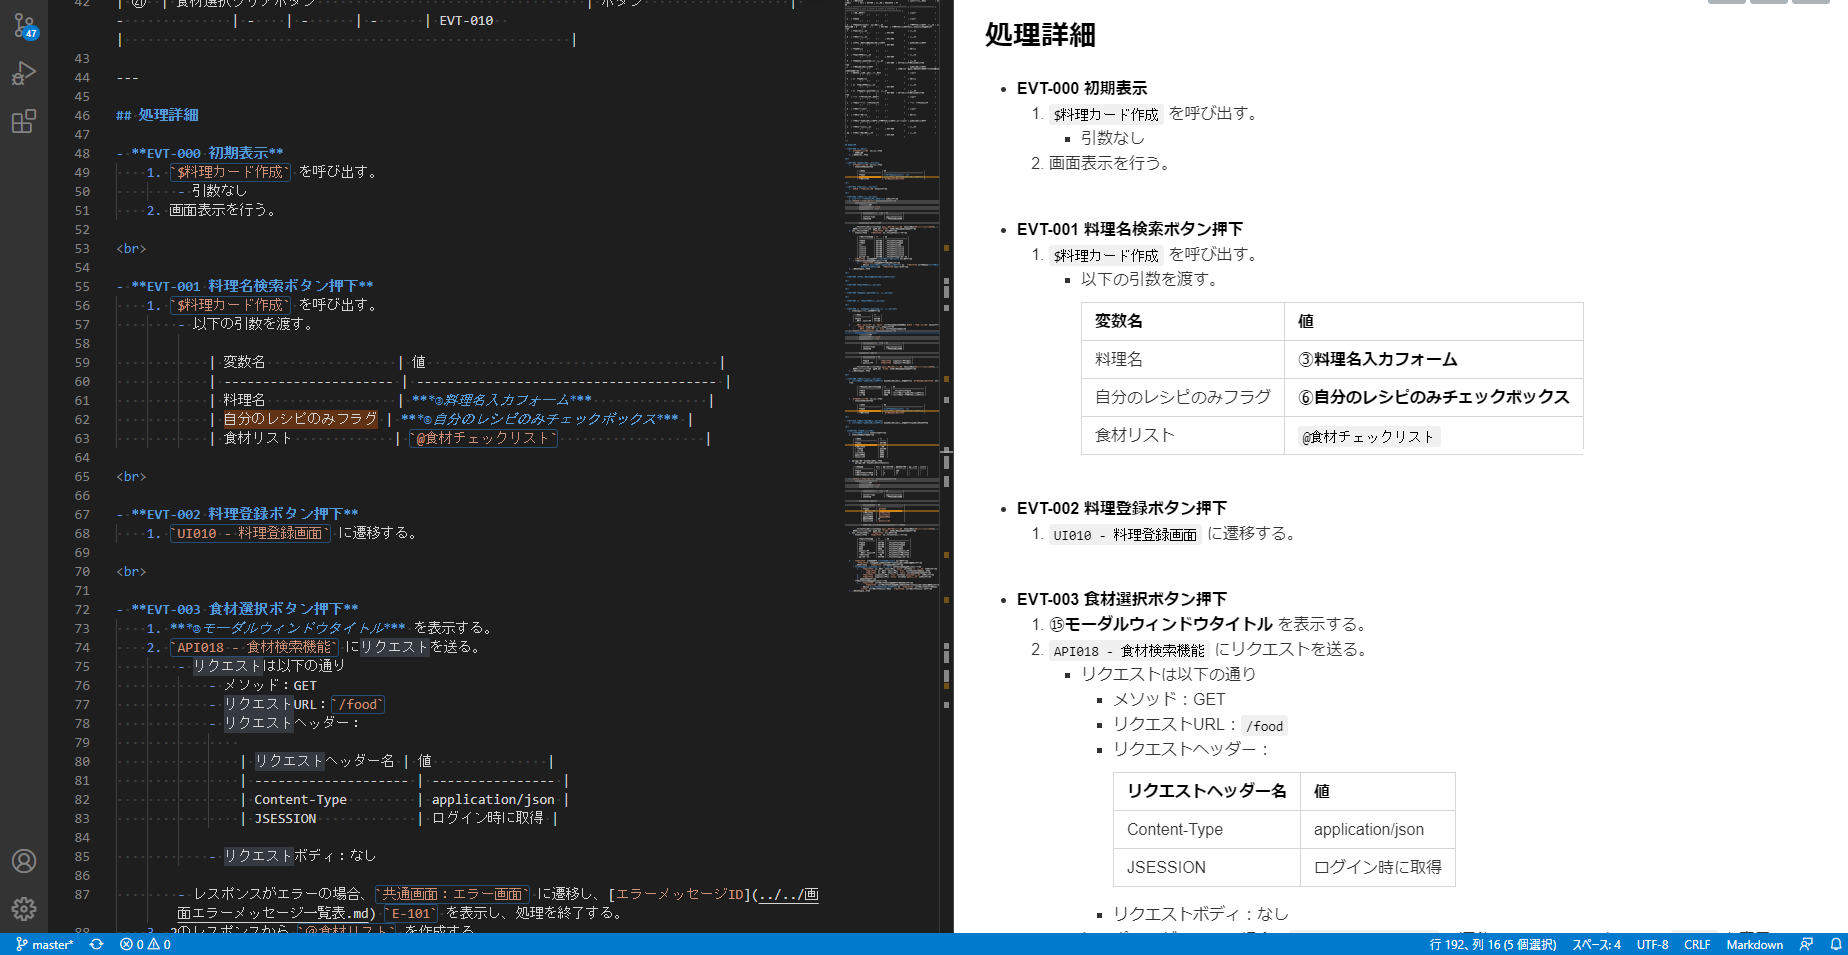 42 | ㉑ | 食材選択クリアボタン | ボタン |
- | - | - | - | EVT-010
| |
43
44 ---
45
46 ## 処理詳細
47
48 - **EVT-000 初期表示**
49 1. `$料理カード作成` を呼び出す。
50 - 引数なし
51 2. 画面表示を行う。
52
53 <br>
54
55 - **EVT-001 料理名検索ボタン押下**
56 1. `$料理カード作成` を呼び出す。
57 - 以下の引数を渡す。
58
59 | 変数名 | 値 |
60 | ---------------------- | --------------------------------------- |
61 | 料理名 | ***③料理名入力フォーム*** |
62 | 自分のレシピのみフラグ | ***⑥自分のレシピのみチェックボックス*** |
63 | 食材リスト | `@食材チェックリスト` |
64
65 <br>
66
67 - **EVT-002 料理登録ボタン押下**
68 1. `UI010 - 料理登録画面` に遷移する。
69
70 <br>
71
72 - **EVT-003 食材選択ボタン押下**
73 1. ***⑮モーダルウィンドウタイトル*** を表示する。
74 2. `API018 - 食材検索機能` にリクエストを送る。
75 - リクエストは以下の通り
76 - メソッド：GET
77 - リクエストURL：`/food`
78 - リクエストヘッダー：
79
80 | リクエストヘッダー名 | 値 |
81 | -------------------- | ---------------- |
82 | Content-Type | application/json |
83 | JSESSION | ログイン時に取得 |
84
85 - リクエストボディ：なし
86
87 - レスポンスがエラーの場合、`共通画面：エラー画面` に遷移し、[エラーメッセージID](../../画
面エラーメッセージ一覧表.md) `E-101` を表示し、処理を終了する。
88 3. 2のレスポンスから `@食材リスト` を作成する
処理詳細
• EVT-000 初期表示
1. $料理カード作成 を呼び出す。
▪ 引数なし
2. 画面表示を行う。
• EVT-001 料理名検索ボタン押下
1. $料理カード作成 を呼び出す。
▪ 以下の引数を渡す。
変数名 値
料理名 ③料理名入力フォーム
自分のレシピのみフラグ ⑥自分のレシピのみチェックボックス
食材リスト @食材チェックリスト
• EVT-002 料理登録ボタン押下
1. UI010 - 料理登録画面 に遷移する。
• EVT-003 食材選択ボタン押下
1. ⑮モーダルウィンドウタイトル を表示する。
2. API018 - 食材検索機能 にリクエストを送る。
▪ リクエストは以下の通り
▪ メソッド：GET
▪ リクエストURL：/food
▪ リクエストヘッダー：
リクエストヘッダー名 値
Content-Type application/json
JSESSION ログイン時に取得
▪ リクエストボディ：なし
47
master* 0 0 行 192、列 16 (5 個選択) スペース: 4 UTF-8 CRLF Markdown